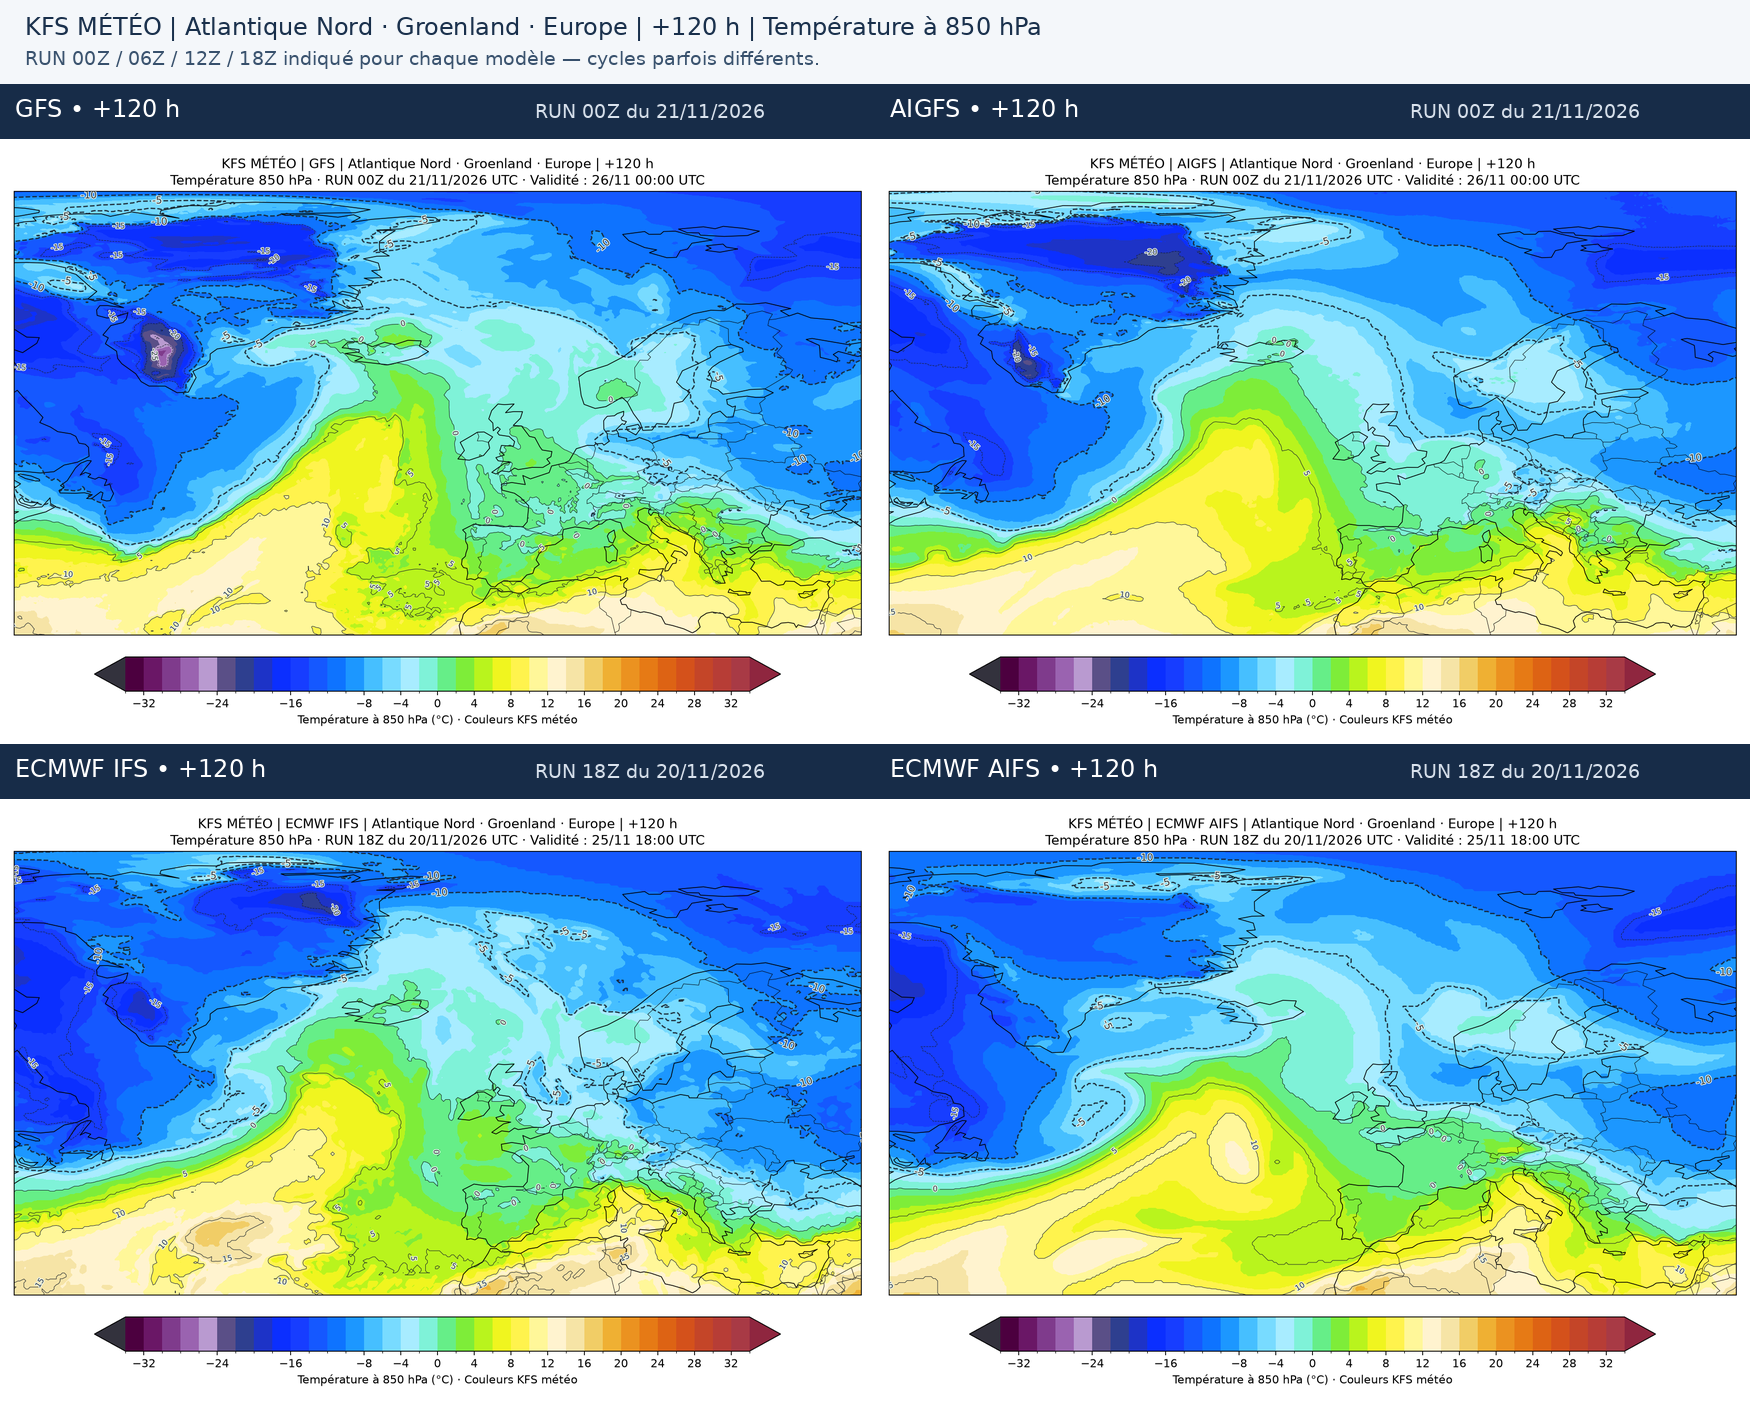 KFS MÉTÉO | Atlantique Nord · Groenland · Europe | +120 h | Température à 850 hPa
RUN 00Z / 06Z / 12Z / 18Z indiqué pour chaque modèle — cycles parfois différents.
GFS • +120 h
RUN 00Z du 21/11/2026
AIGFS • +120 h
RUN 00Z du 21/11/2026
KFS MÉTÉO | GFS | Atlantique Nord · Groenland · Europe | +120 h
Température 850 hPa · RUN 00Z du 21/11/2026 UTC · Validité : 26/11 00:00 UTC
KFS MÉTÉO | AIGFS | Atlantique Nord · Groenland · Europe | +120 h
Température 850 hPa · RUN 00Z du 21/11/2026 UTC · Validité : 26/11 00:00 UTC
−32 −24 −16 −8 −4 0 4 8 12 16 20 24 28 32
Température à 850 hPa (°C) · Couleurs KFS météo
−32 −24 −16 −8 −4 0 4 8 12 16 20 24 28 32
Température à 850 hPa (°C) · Couleurs KFS météo
ECMWF IFS • +120 h
RUN 18Z du 20/11/2026
ECMWF AIFS • +120 h
RUN 18Z du 20/11/2026
KFS MÉTÉO | ECMWF IFS | Atlantique Nord · Groenland · Europe | +120 h
Température 850 hPa · RUN 18Z du 20/11/2026 UTC · Validité : 25/11 18:00 UTC
KFS MÉTÉO | ECMWF AIFS | Atlantique Nord · Groenland · Europe | +120 h
Température 850 hPa · RUN 18Z du 20/11/2026 UTC · Validité : 25/11 18:00 UTC
−32 −24 −16 −8 −4 0 4 8 12 16 20 24 28 32
Température à 850 hPa (°C) · Couleurs KFS météo
−32 −24 −16 −8 −4 0 4 8 12 16 20 24 28 32
Température à 850 hPa (°C) · Couleurs KFS météo